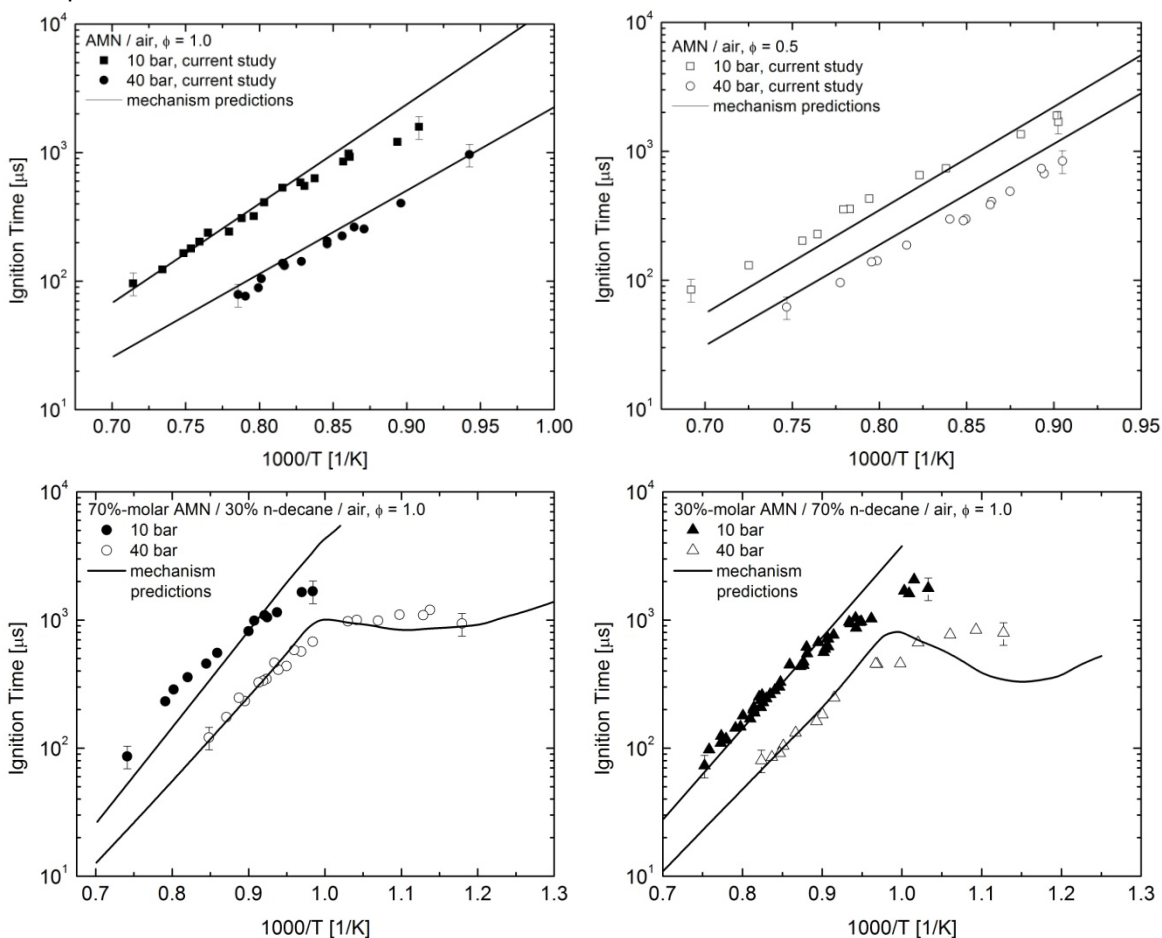 AMN / air, ϕ = 1.0
10 bar, current study
40 bar, current study
mechanism predictions
Ignition Time [µs]
10⁴
10³
10²
10¹
0.70 0.75 0.80 0.85 0.90 0.95 1.00
1000/T [1/K]
AMN / air, ϕ = 0.5
10 bar, current study
40 bar, current study
mechanism predictions
Ignition Time [µs]
10⁴
10³
10²
10¹
0.70 0.75 0.80 0.85 0.90 0.95
1000/T [1/K]
70%-molar AMN / 30% n-decane / air, ϕ = 1.0
10 bar
40 bar
mechanism
predictions
Ignition Time [µs]
10⁴
10³
10²
10¹
0.7 0.8 0.9 1.0 1.1 1.2 1.3
1000/T [1/K]
30%-molar AMN / 70% n-decane / air, ϕ = 1.0
10 bar
40 bar
mechanism
predictions
Ignition Time [µs]
10⁴
10³
10²
10¹
0.7 0.8 0.9 1.0 1.1 1.2 1.3
1000/T [1/K]